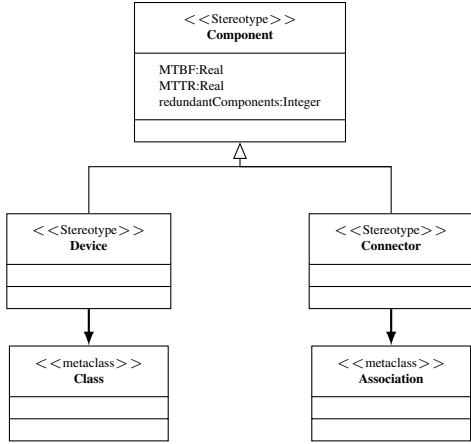 <<Stereotype>>
Component
MTBF:Real
MTTR:Real
redundantComponents:Integer
<<Stereotype>>
Device
<<Stereotype>>
Connector
<<metaclass>>
Class
<<metaclass>>
Association